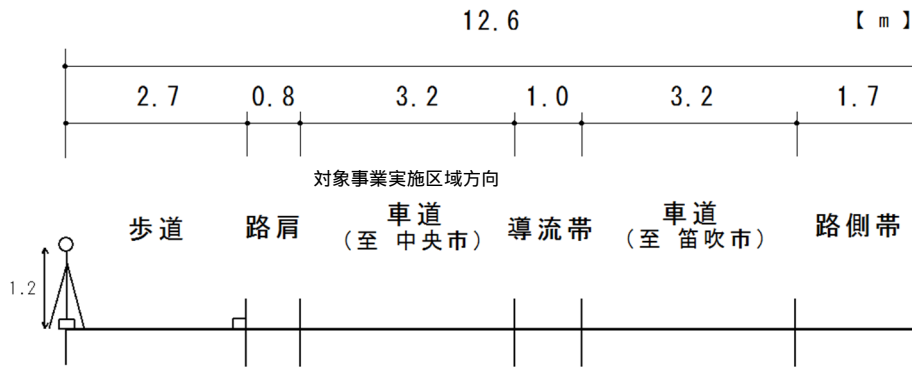 12.6
【 m 】
2.7 0.8 3.2 1.0 3.2 1.7
対象事業実施区域方向
歩道 路肩 車道 導流帯 車道 路側帯
(至 中央市) (至 笛吹市)
1.2